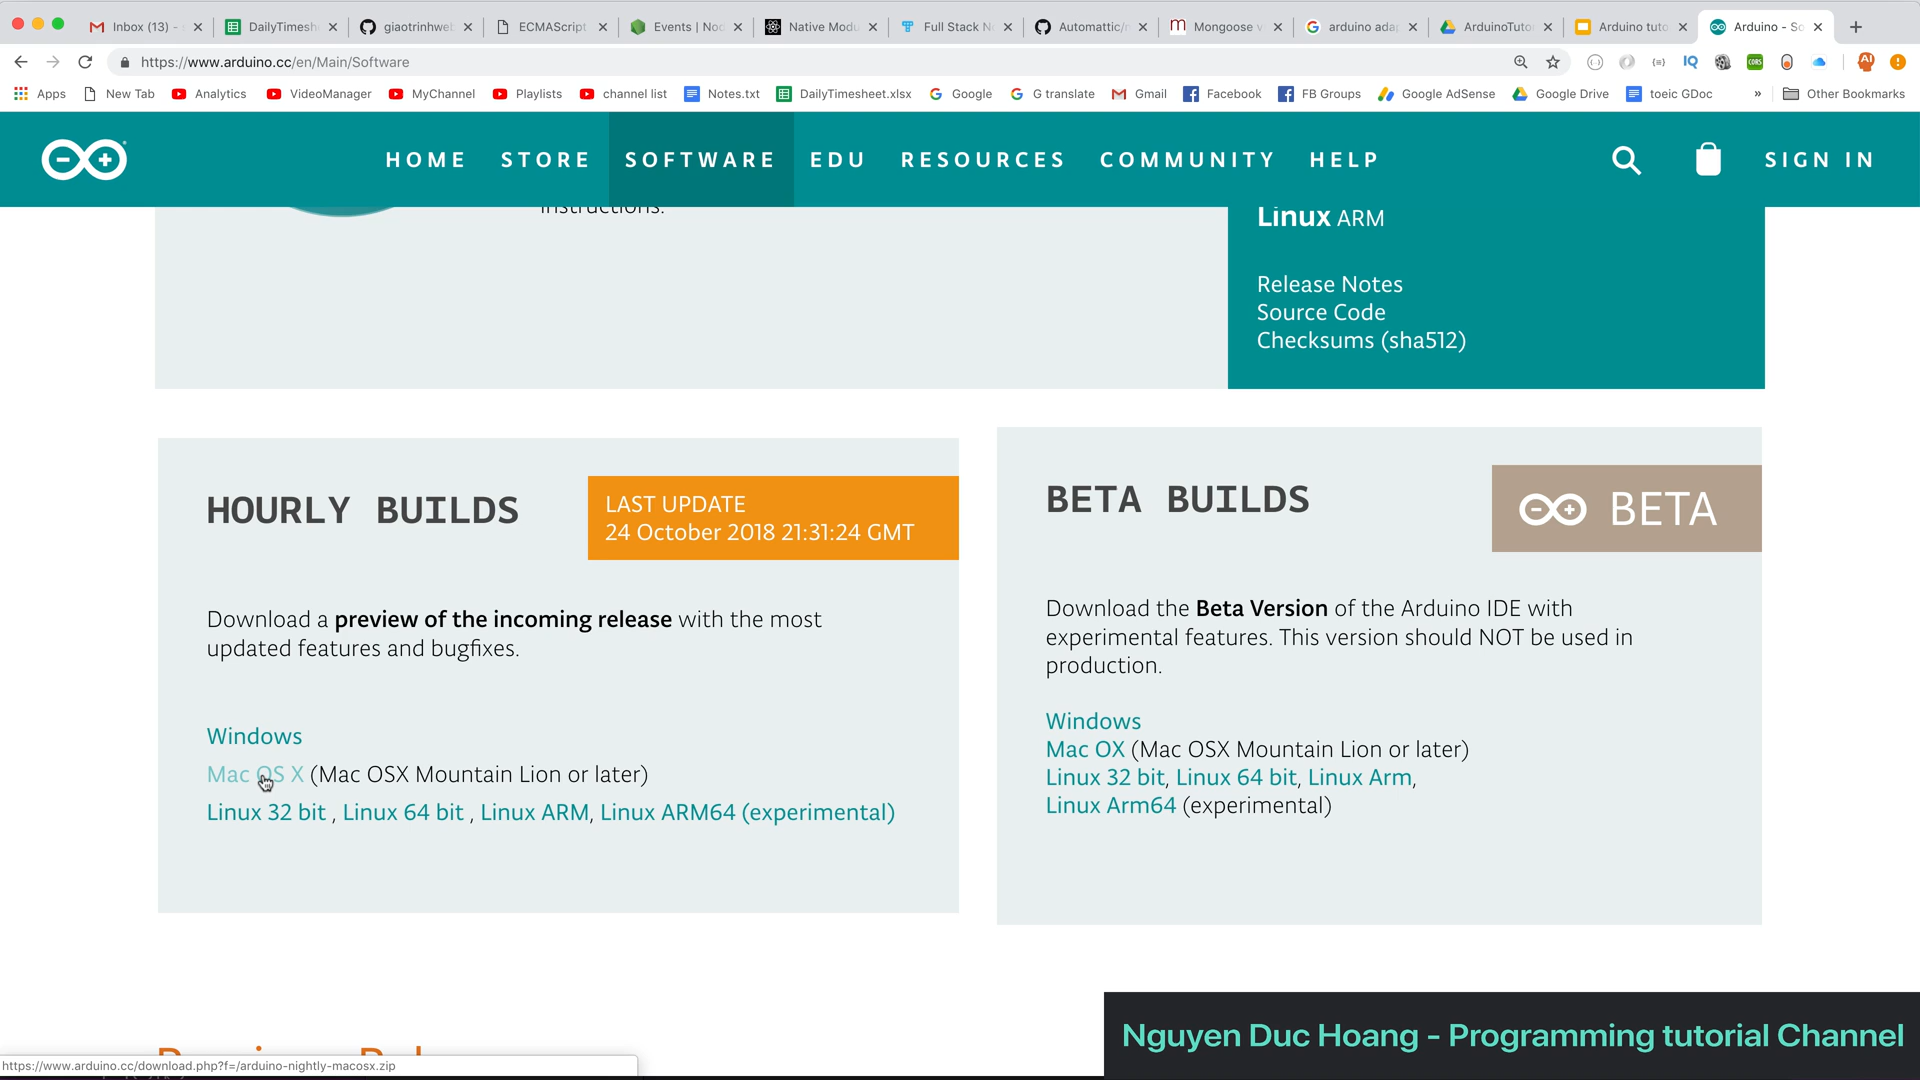 Inbox (13) -
DailyTimeshe
giaotrinhweb
ECMAScript
Events | Nod
Native Modu
Full Stack N
Automattic/
Mongoose v
arduino adap
ArduinoTuto
Arduino tuto
Arduino - So
https://www.arduino.cc/en/Main/Software
IQ
CORS
Apps
New Tab
Analytics
VideoManager
MyChannel
Playlists
channel list
Notes.txt
DailyTimesheet.xlsx
Google
G translate
Gmail
Facebook
FB Groups
Google AdSense
Google Drive
toeic GDoc
»
Other Bookmarks
HOME
STORE
SOFTWARE
EDU
RESOURCES
COMMUNITY
HELP
SIGN IN
instructions.
Linux ARM
Release Notes
Source Code
Checksums (sha512)
HOURLY BUILDS
LAST UPDATE
24 October 2018 21:31:24 GMT
Download a preview of the incoming release with the most
updated features and bugfixes.
Windows
Mac OS X (Mac OSX Mountain Lion or later)
Linux 32 bit , Linux 64 bit , Linux ARM, Linux ARM64 (experimental)
BETA BUILDS
BETA
Download the Beta Version of the Arduino IDE with
experimental features. This version should NOT be used in
production.
Windows
Mac OX (Mac OSX Mountain Lion or later)
Linux 32 bit, Linux 64 bit, Linux Arm,
Linux Arm64 (experimental)
Nguyen Duc Hoang - Programming tutorial Channel
https://www.arduino.cc/download.php?f=/arduino-nightly-macosx.zip